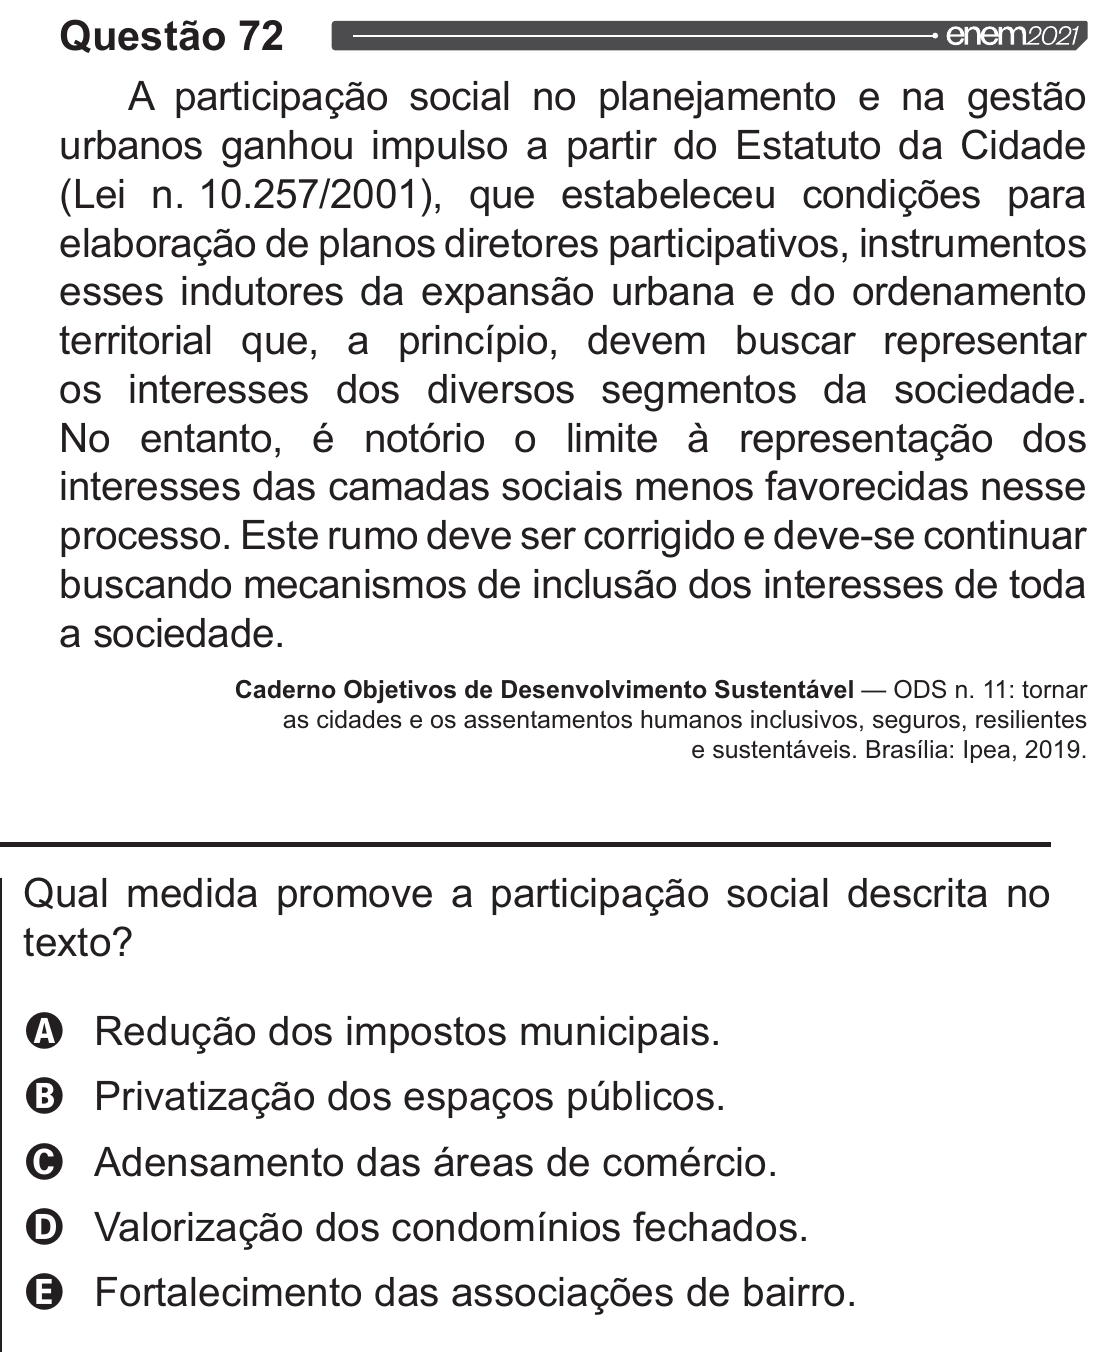 Questão 72
enem2021
A participação social no planejamento e na gestão
urbanos ganhou impulso a partir do Estatuto da Cidade
(Lei n. 10.257/2001), que estabeleceu condições para
elaboração de planos diretores participativos, instrumentos
esses indutores da expansão urbana e do ordenamento
territorial que, a princípio, devem buscar representar
os interesses dos diversos segmentos da sociedade.
No entanto, é notório o limite à representação dos
interesses das camadas sociais menos favorecidas nesse
processo. Este rumo deve ser corrigido e deve-se continuar
buscando mecanismos de inclusão dos interesses de toda
a sociedade.
Caderno Objetivos de Desenvolvimento Sustentável — ODS n. 11: tornar
as cidades e os assentamentos humanos inclusivos, seguros, resilientes
e sustentáveis. Brasília: Ipea, 2019.
Qual medida promove a participação social descrita no
texto?
A Redução dos impostos municipais.
B Privatização dos espaços públicos.
C Adensamento das áreas de comércio.
D Valorização dos condomínios fechados.
E Fortalecimento das associações de bairro.